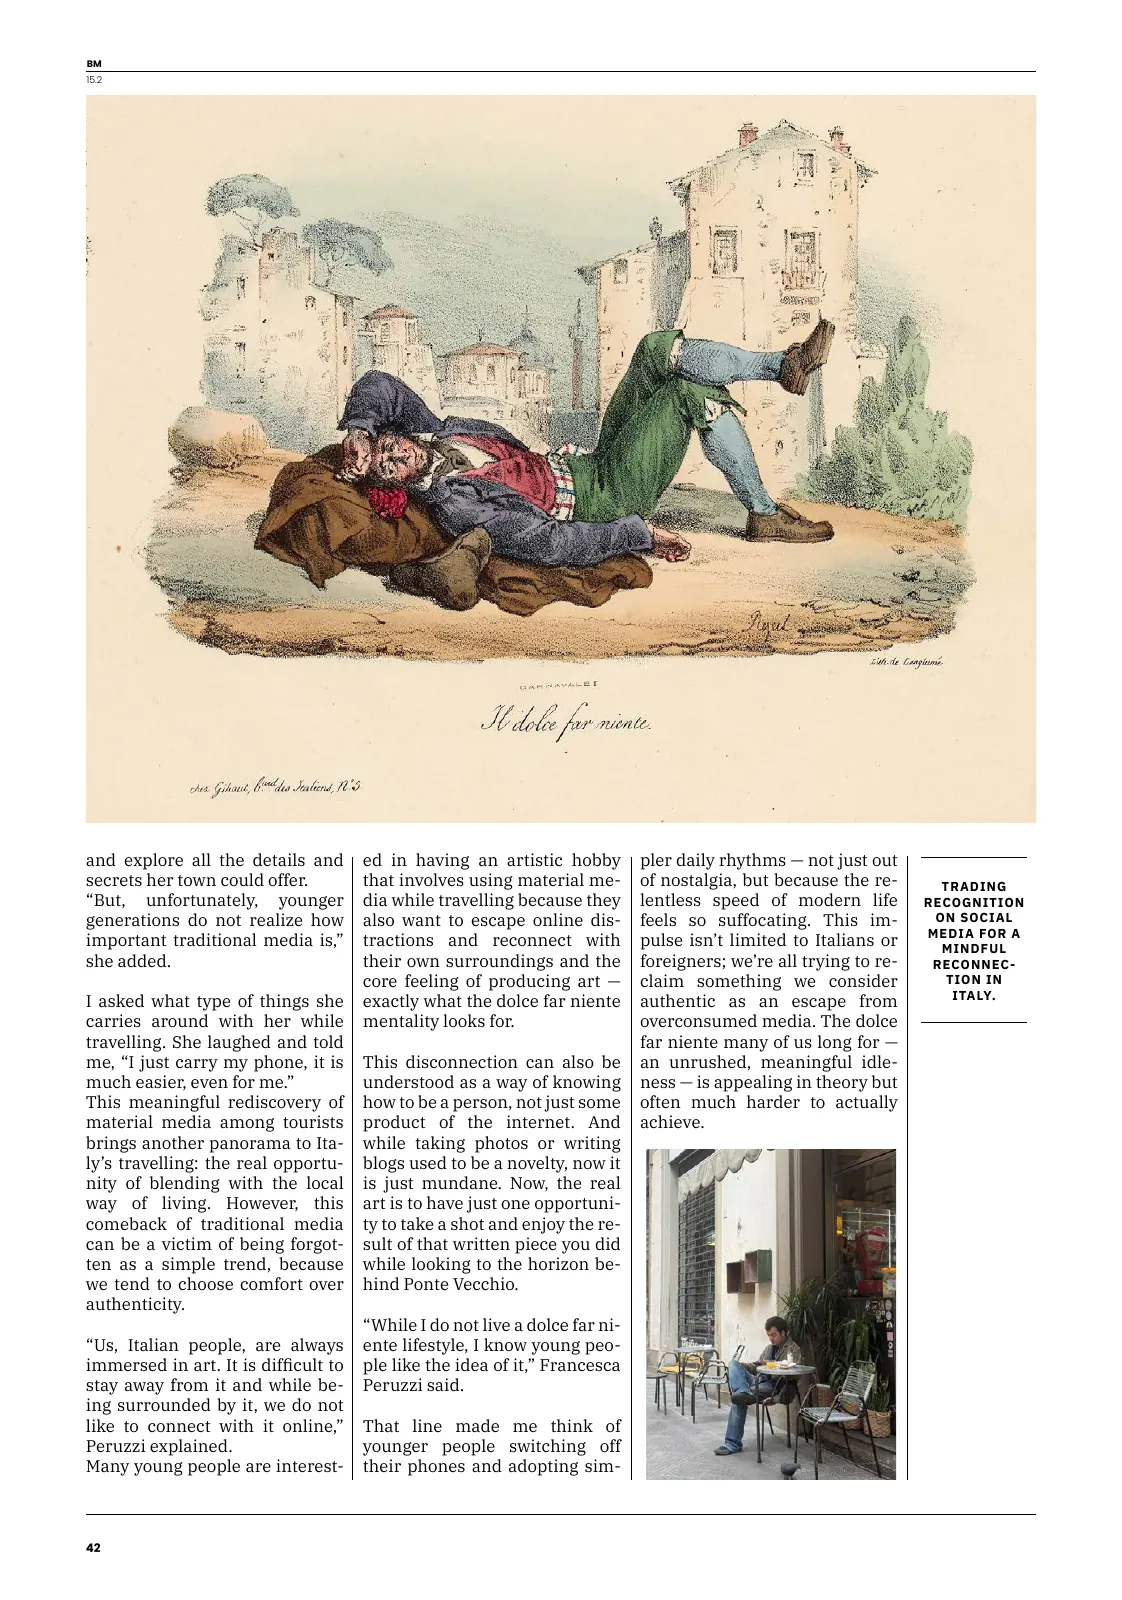 BM
15.2
Pigal
Lith. de Langlumé
CARNAVALET
Il dolce far niente.
chez Gihaut, b.ard des Italiens, N.º 5
and explore all the details and
secrets her town could offer.
“But, unfortunately, younger
generations do not realize how
important traditional media is,”
she added.
I asked what type of things she
carries around with her while
travelling. She laughed and told
me, “I just carry my phone, it is
much easier, even for me.”
This meaningful rediscovery of
material media among tourists
brings another panorama to Ita-
ly’s travelling: the real opportu-
nity of blending with the local
way of living. However, this
comeback of traditional media
can be a victim of being forgot-
ten as a simple trend, because
we tend to choose comfort over
authenticity.
“Us, Italian people, are always
immersed in art. It is difficult to
stay away from it and while be-
ing surrounded by it, we do not
like to connect with it online,”
Peruzzi explained.
Many young people are interest-
ed in having an artistic hobby
that involves using material me-
dia while travelling because they
also want to escape online dis-
tractions and reconnect with
their own surroundings and the
core feeling of producing art —
exactly what the dolce far niente
mentality looks for.
This disconnection can also be
understood as a way of knowing
how to be a person, not just some
product of the internet. And
while taking photos or writing
blogs used to be a novelty, now it
is just mundane. Now, the real
art is to have just one opportuni-
ty to take a shot and enjoy the re-
sult of that written piece you did
while looking to the horizon be-
hind Ponte Vecchio.
“While I do not live a dolce far ni-
ente lifestyle, I know young peo-
ple like the idea of it,” Francesca
Peruzzi said.
That line made me think of
younger people switching off
their phones and adopting sim-
pler daily rhythms — not just out
of nostalgia, but because the re-
lentless speed of modern life
feels so suffocating. This im-
pulse isn’t limited to Italians or
foreigners; we’re all trying to re-
claim something we consider
authentic as an escape from
overconsumed media. The dolce
far niente many of us long for —
an unrushed, meaningful idle-
ness — is appealing in theory but
often much harder to actually
achieve.
TRADING
RECOGNITION
ON SOCIAL
MEDIA FOR A
MINDFUL
RECONNEC-
TION IN
ITALY.
42